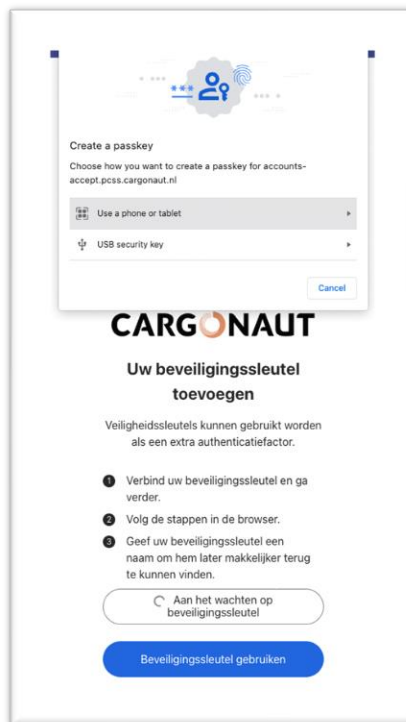 Create a passkey
Choose how you want to create a passkey for accounts-
accept.pcss.cargonaut.nl
Use a phone or tablet
USB security key
Cancel
CARGONAUT
Uw beveiligingssleutel
toevoegen
Veiligheidssleutels kunnen gebruikt worden
als een extra authenticatiefactor.
1 Verbind uw beveiligingssleutel en ga
verder.
2 Volg de stappen in de browser.
3 Geef uw beveiligingssleutel een
naam om hem later makkelijker terug
te kunnen vinden.
Aan het wachten op
beveiligingssleutel
Beveiligingssleutel gebruiken